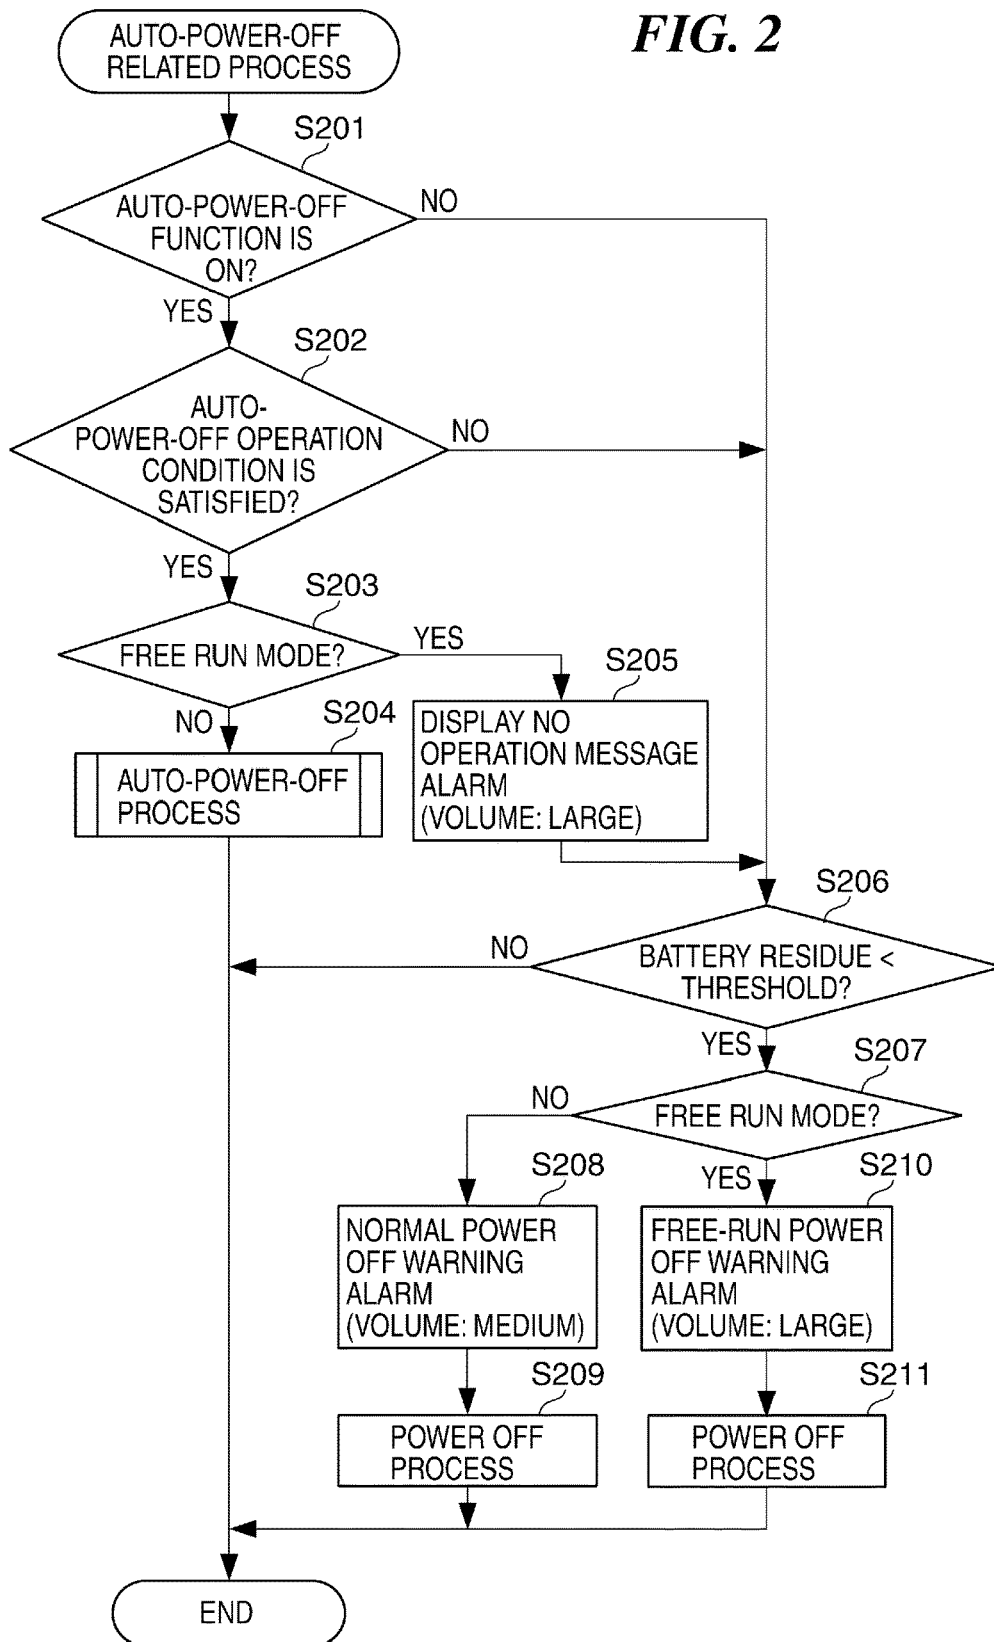 FIG. 2
AUTO-POWER-OFF
RELATED PROCESS
S201
AUTO-POWER-OFF
FUNCTION IS
ON?
NO
YES
S202
AUTO-
POWER-OFF OPERATION
CONDITION IS
SATISFIED?
NO
YES
S203
FREE RUN MODE?
YES
NO
S204
AUTO-POWER-OFF
PROCESS
S205
DISPLAY NO
OPERATION MESSAGE
ALARM
(VOLUME: LARGE)
S206
BATTERY RESIDUE <
THRESHOLD?
NO
YES
S207
FREE RUN MODE?
NO
YES
S208
NORMAL POWER
OFF WARNING
ALARM
(VOLUME: MEDIUM)
S210
FREE-RUN POWER
OFF WARNING
ALARM
(VOLUME: LARGE)
S209
POWER OFF
PROCESS
S211
POWER OFF
PROCESS
END